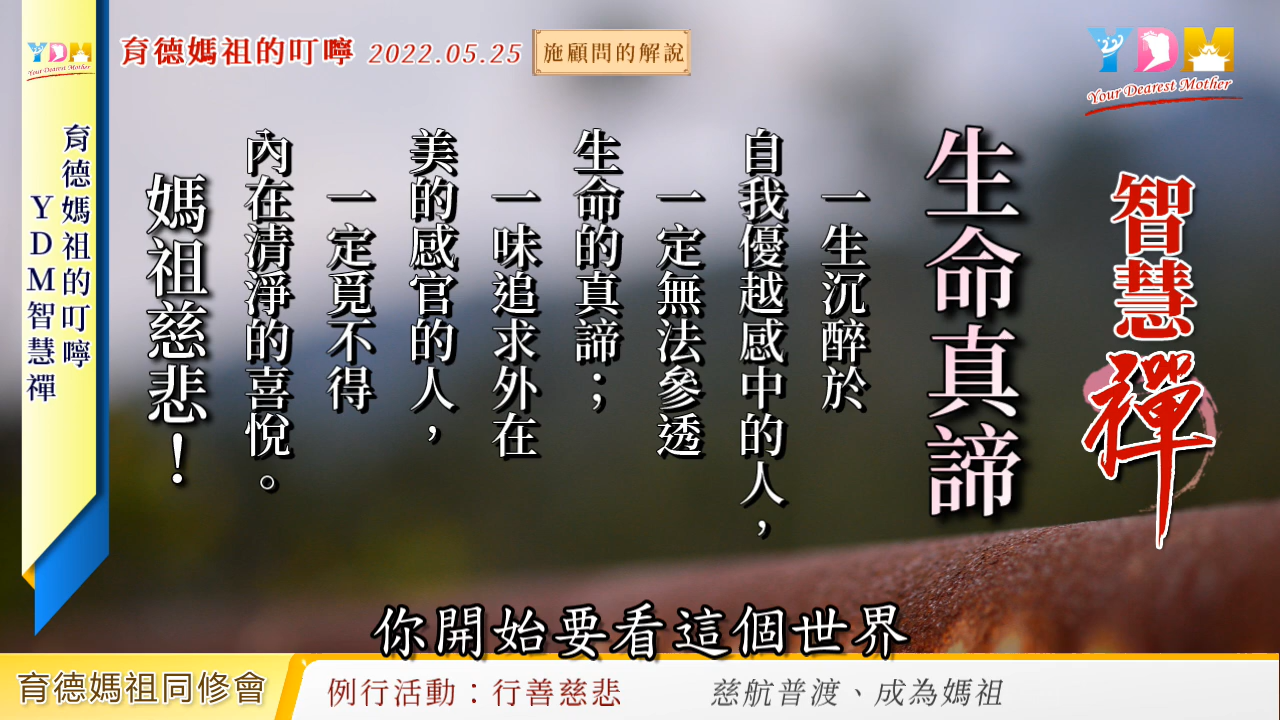 YDM
Your Dearest Mother
育德媽祖的叮嚀
YDM智慧禪
育德媽祖的叮嚀 2022.05.25
施顧問的解說
YDM
Your Dearest Mother
智慧禪
生命真諦
一生沉醉於
自我優越感中的人，
一定無法參透
生命的真諦；
一味追求外在
美的感官的人，
一定覓不得
內在清淨的喜悅。
媽祖慈悲！
你開始要看這個世界
育德媽祖同修會
例行活動：行善慈悲
慈航普渡、成為媽祖